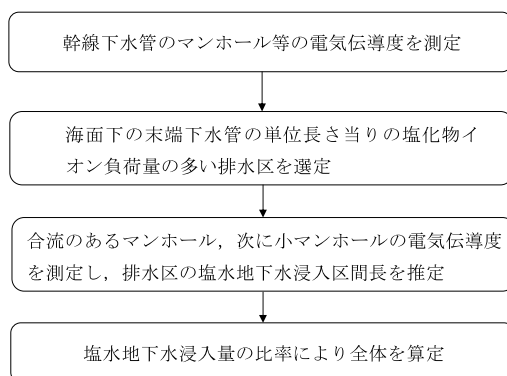 幹線下水管のマンホール等の電気伝導度を測定
海面下の末端下水管の単位長さ当りの塩化物イ
オン負荷量の多い排水区を選定
合流のあるマンホール，次に小マンホールの電気伝導度
を測定し，排水区の塩水地下水浸入区間長を推定
塩水地下水浸入量の比率により全体を算定